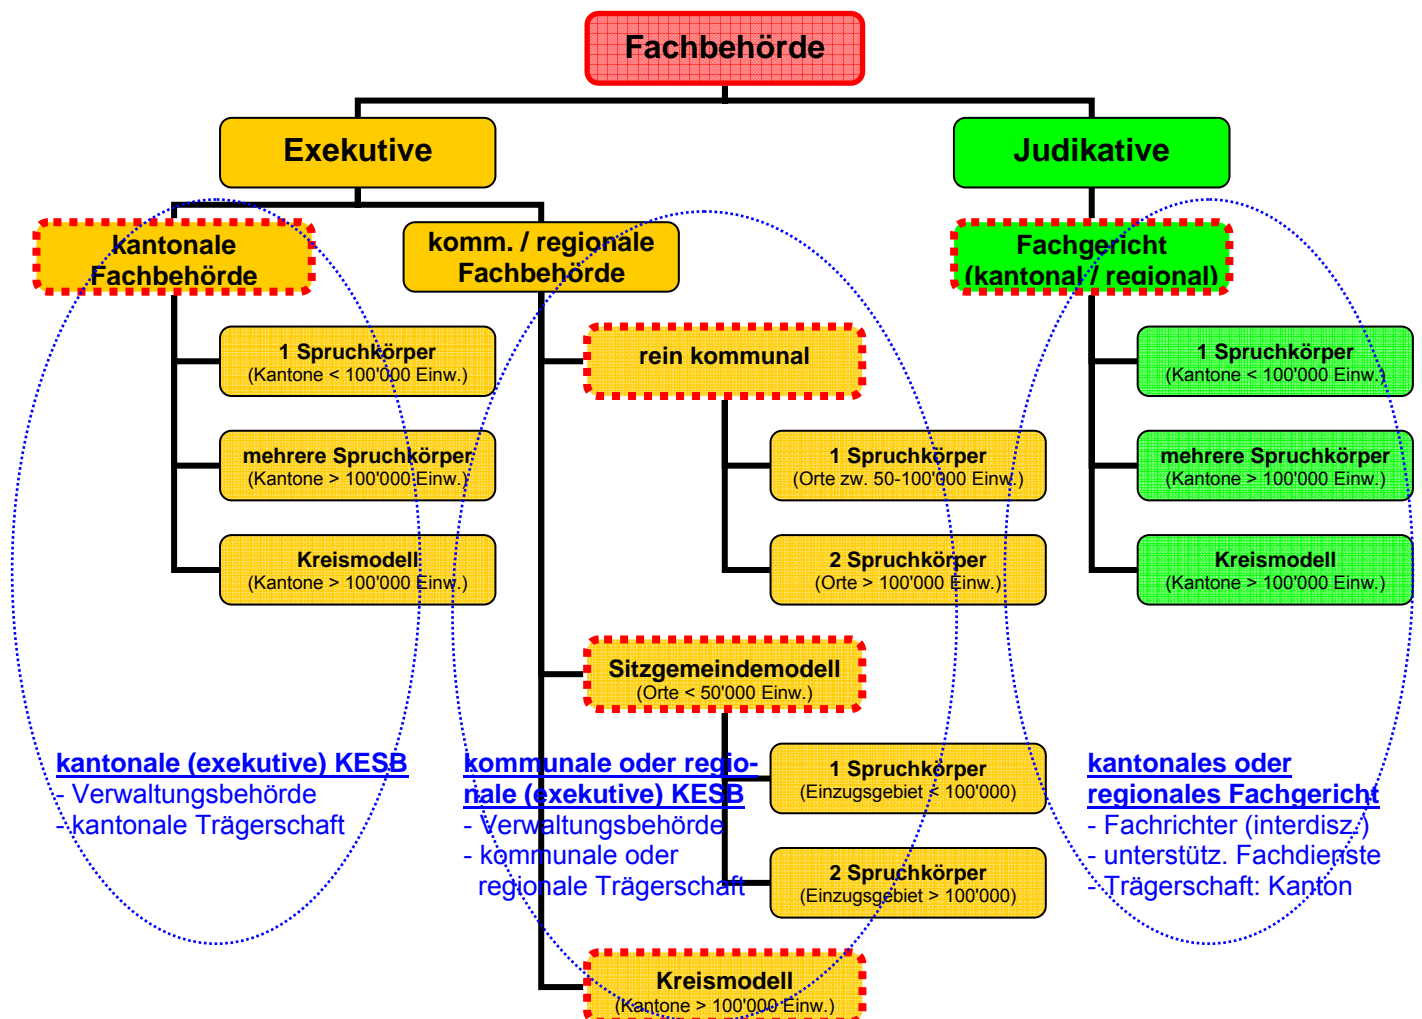 Fachbehörde
Exekutive
Judikative
kantonale
Fachbehörde
komm. / regionale
Fachbehörde
Fachgericht
(kantonal / regional)
1 Spruchkörper
(Kantone < 100'000 Einw.)
rein kommunal
1 Spruchkörper
(Kantone < 100'000 Einw.)
mehrere Spruchkörper
(Kantone > 100'000 Einw.)
1 Spruchkörper
(Orte zw. 50-100'000 Einw.)
mehrere Spruchkörper
(Kantone > 100'000 Einw.)
Kreismodell
(Kantone > 100'000 Einw.)
2 Spruchkörper
(Orte > 100'000 Einw.)
Kreismodell
(Kantone > 100'000 Einw.)
Sitzgemeindemodell
(Orte < 50'000 Einw.)
kantonale (exekutive) KESB
- Verwaltungsbehörde
- kantonale Trägerschaft
kommunale oder regio-
nale (exekutive) KESB
- Verwaltungsbehörde
- kommunale oder
regionale Trägerschaft
1 Spruchkörper
(Einzugsgebiet < 100'000)
2 Spruchkörper
(Einzugsgebiet > 100'000)
kantonales oder
regionales Fachgericht
- Fachrichter (interdisz.)
- unterstütz. Fachdienste
- Trägerschaft: Kanton
Kreismodell
(Kantone > 100'000 Einw.)